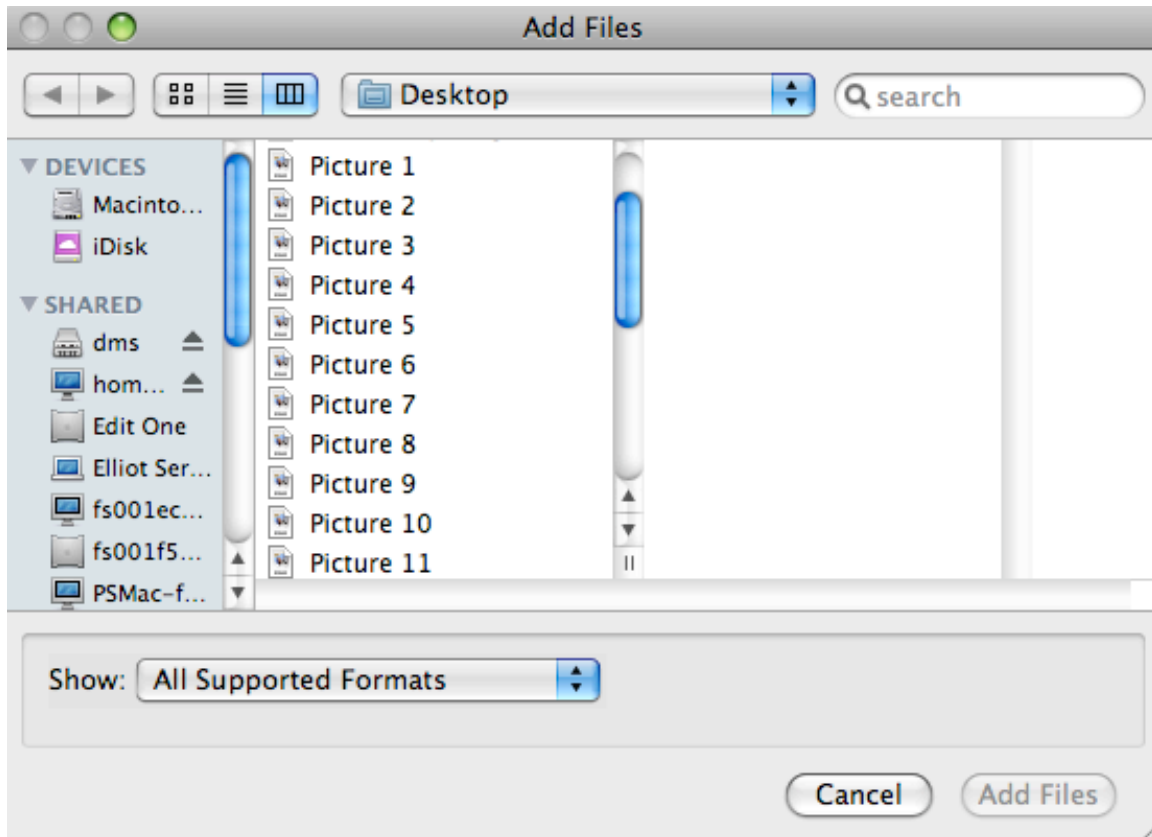 Add Files
Desktop
search
DEVICES
Macinto...
iDisk
SHARED
dms
hom...
Edit One
Elliot Ser...
fs001ec...
fs001f5...
PSMac-f...
Picture 1
Picture 2
Picture 3
Picture 4
Picture 5
Picture 6
Picture 7
Picture 8
Picture 9
Picture 10
Picture 11
Show: All Supported Formats
Cancel
Add Files